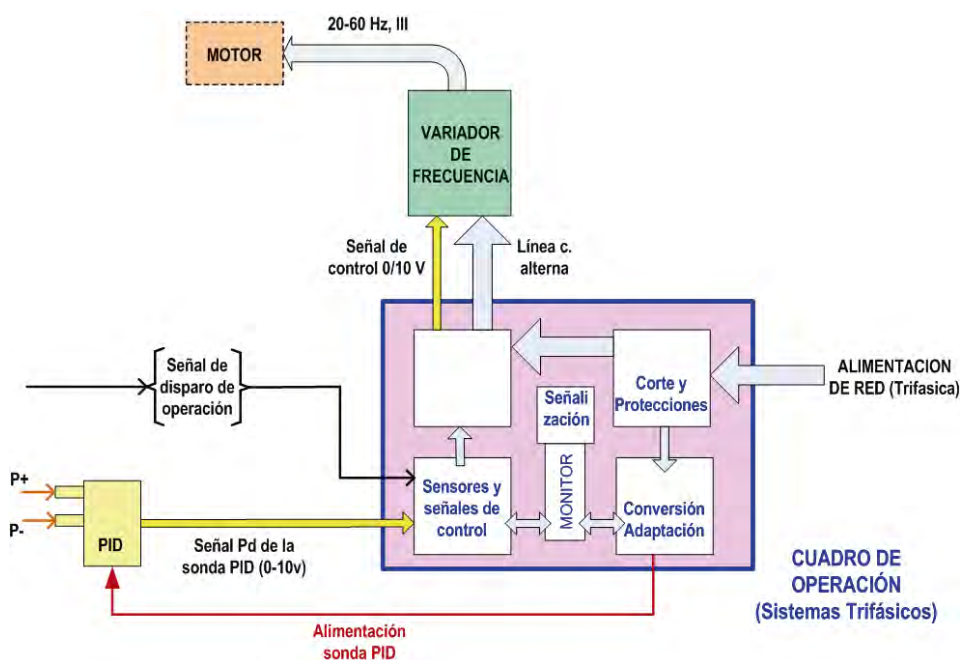 20-60 Hz, III
MOTOR
VARIADOR
DE
FRECUENCIA
Señal de
control 0/10 V
Línea c.
alterna
Señal de
disparo de
operación
Señali
zación
Corte y
Protecciones
ALIMENTACION
DE RED (Trifasica)
P+
P-
PID
Señal Pd de la
sonda PID (0-10v)
Sensores y
señales de
control
MONITOR
Conversión
Adaptación
CUADRO DE
OPERACIÓN
(Sistemas Trifásicos)
Alimentación
sonda PID